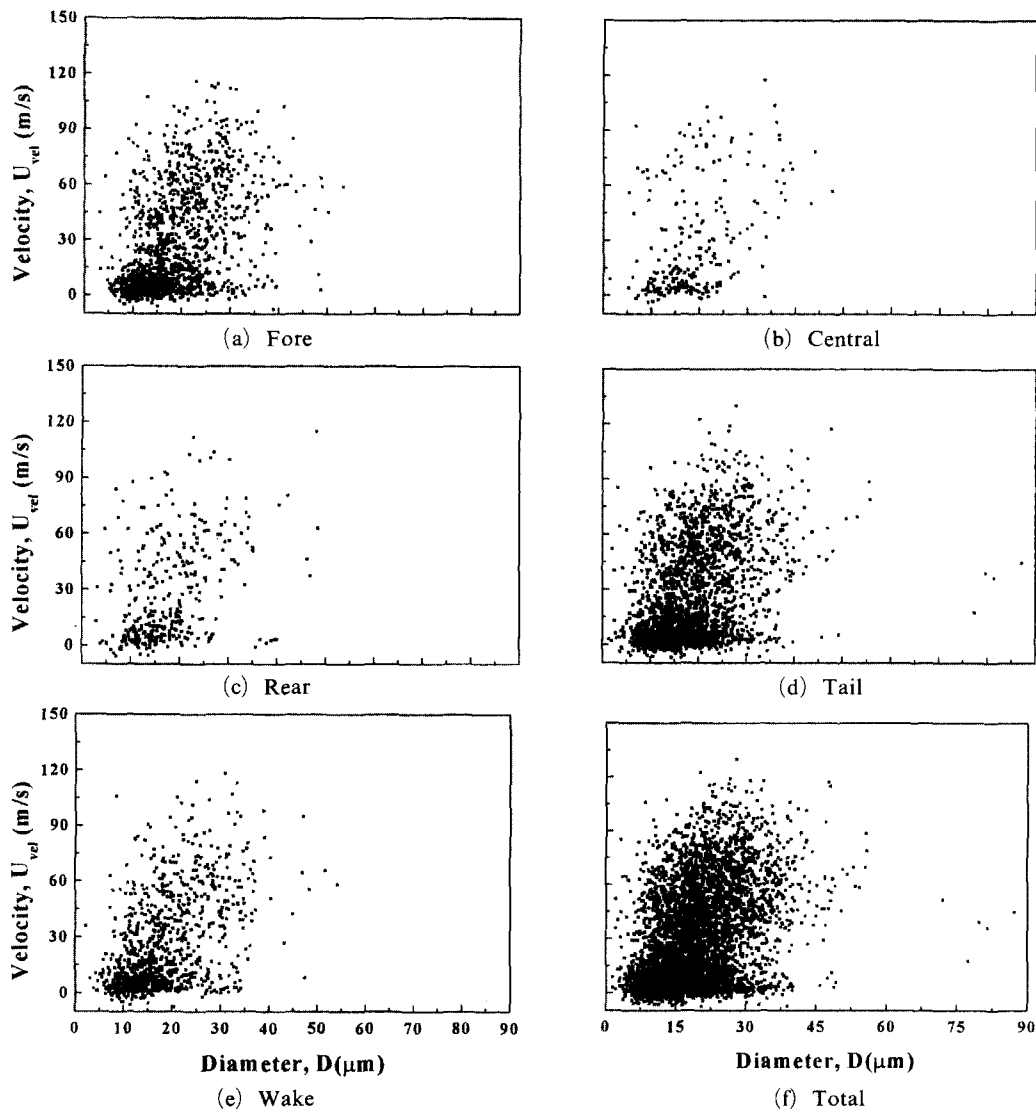 150
120
90
60
30
0
Velocity, U_vel (m/s)
(a) Fore
(b) Central
150
120
90
60
30
0
Velocity, U_vel (m/s)
(c) Rear
(d) Tail
150
120
90
60
30
0
Velocity, U_vel (m/s)
0 10 20 30 40 50 60 70 80 90
0 15 30 45 60 75 90
Diameter, D(μm)
Diameter, D(μm)
(e) Wake
(f) Total